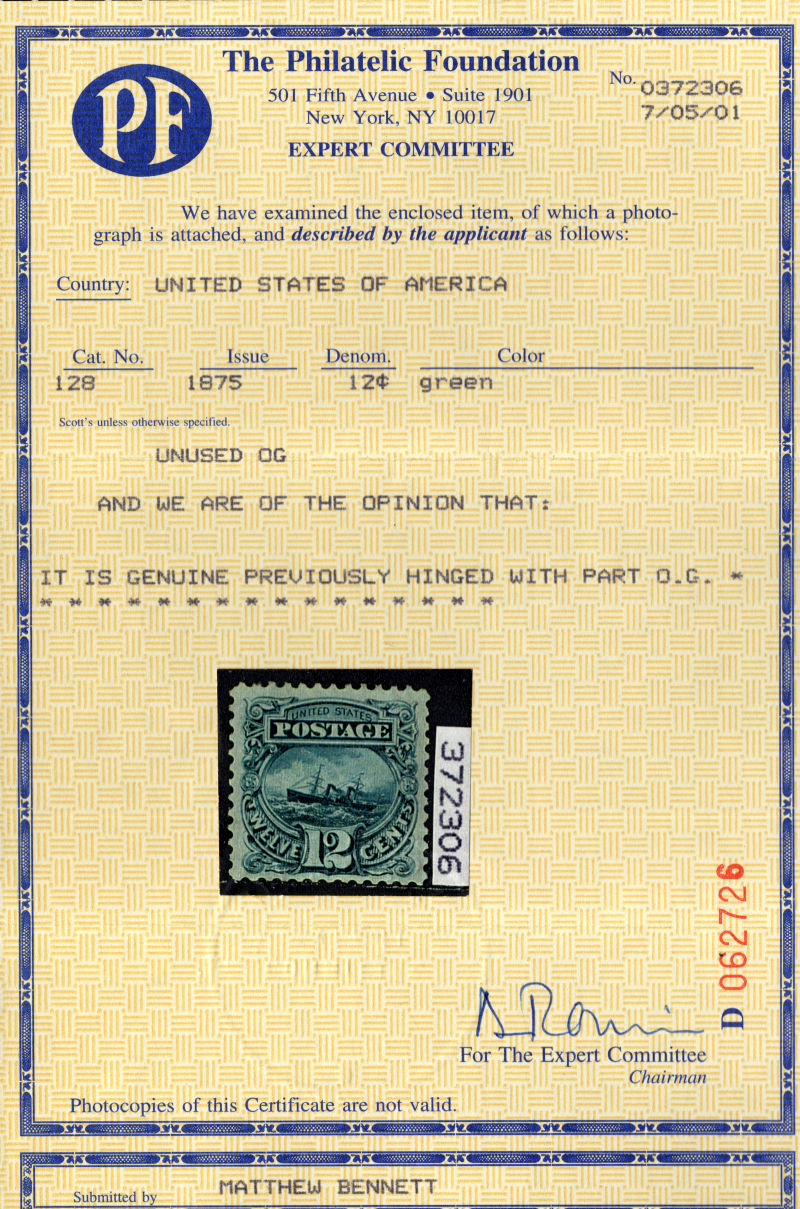 PF
The Philatelic Foundation
501 Fifth Avenue • Suite 1901
New York, NY 10017
EXPERT COMMITTEE
No. 0372306
7/05/01
We have examined the enclosed item, of which a photo-
graph is attached, and described by the applicant as follows:
Country: UNITED STATES OF AMERICA
Cat. No. Issue Denom. Color
128 1875 12¢ green
Scott's unless otherwise specified.
UNUSED OG
AND WE ARE OF THE OPINION THAT:
IT IS GENUINE PREVIOUSLY HINGED WITH PART O.G. *
* * * * * * * * * * * * * * * *
UNITED STATES
POSTAGE
TWELVE 12 CENTS
372306
D 062726
For The Expert Committee
Chairman
Photocopies of this Certificate are not valid.
Submitted by MATTHEW BENNETT